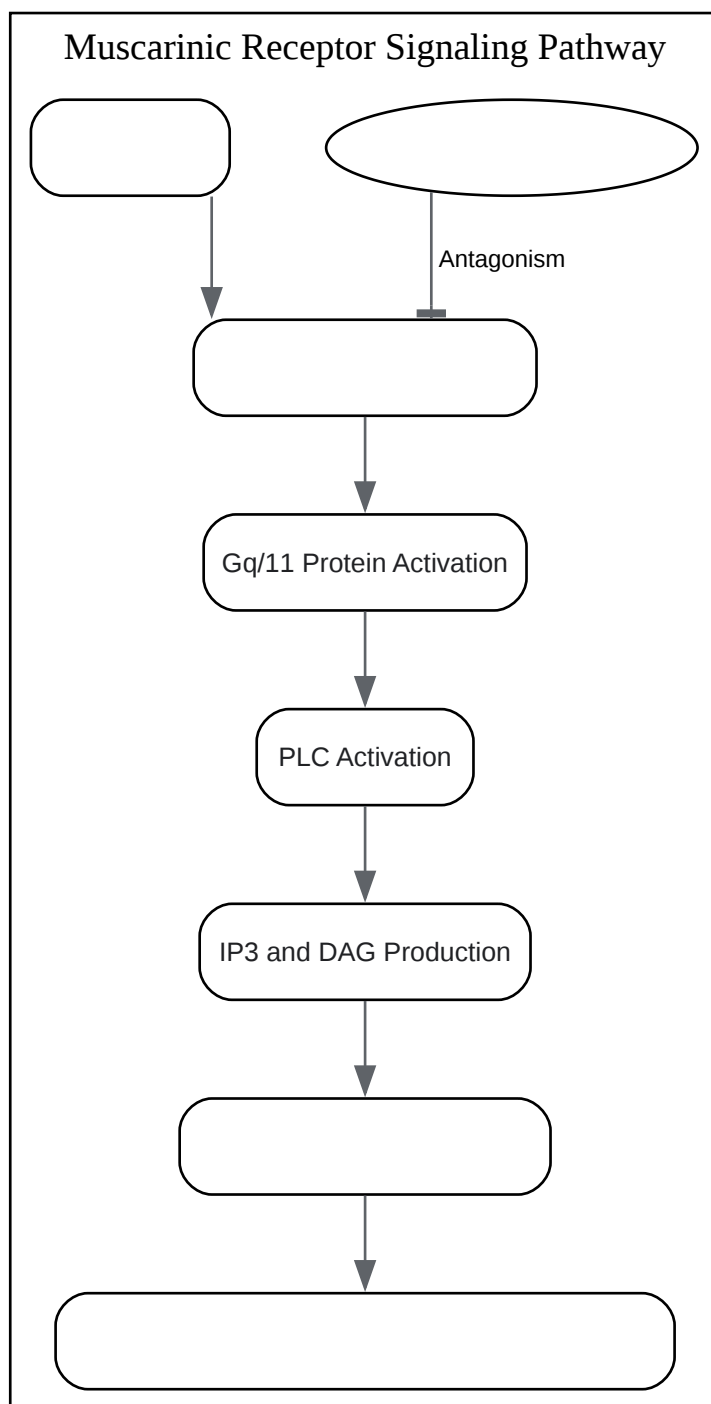 Muscarinic Receptor Signaling Pathway
Antagonism
Gq/11 Protein Activation
PLC Activation
IP3 and DAG Production